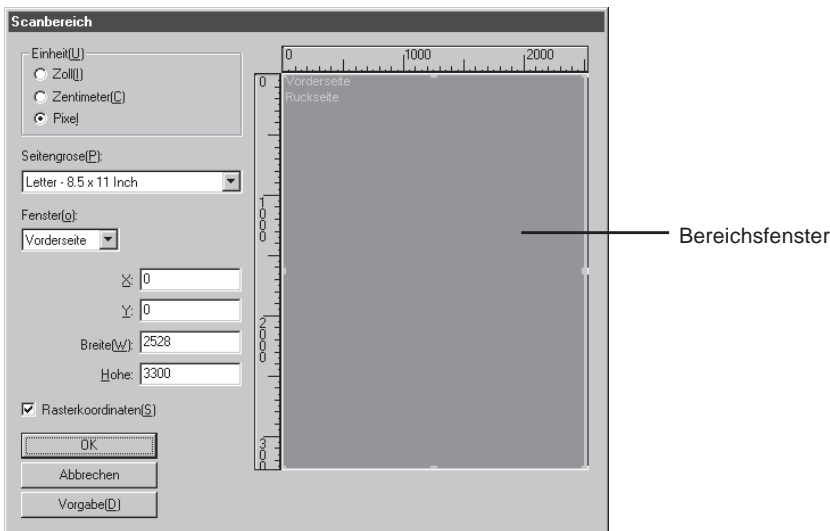 Scanbereich
Einheit(U)
Zoll(I)
Zentimeter(C)
Pixel
Seitengrose(P):
Letter - 8.5 x 11 Inch
Fenster(o):
Vorderseite
X: 0
Y: 0
Breite(W): 2528
Hohe: 3300
Rasterkoordinaten(S)
OK
Abbrechen
Vorgabe(D)
0 1000 2000
0
1000
2000
300
Vorderseite
Ruckseite
Bereichsfenster